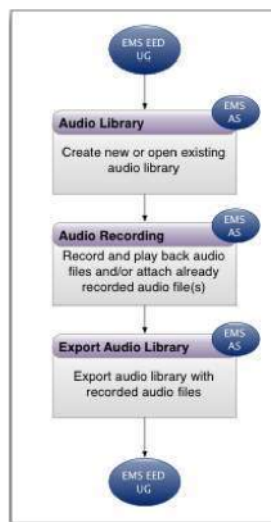 EMS EED
UG
EMS
AS
Audio Library
Create new or open existing
audio library
EMS
AS
Audio Recording
Record and play back audio
files and/or attach already
recorded audio file(s)
EMS
AS
Export Audio Library
Export audio library with
recorded audio files
EMS EED
UG